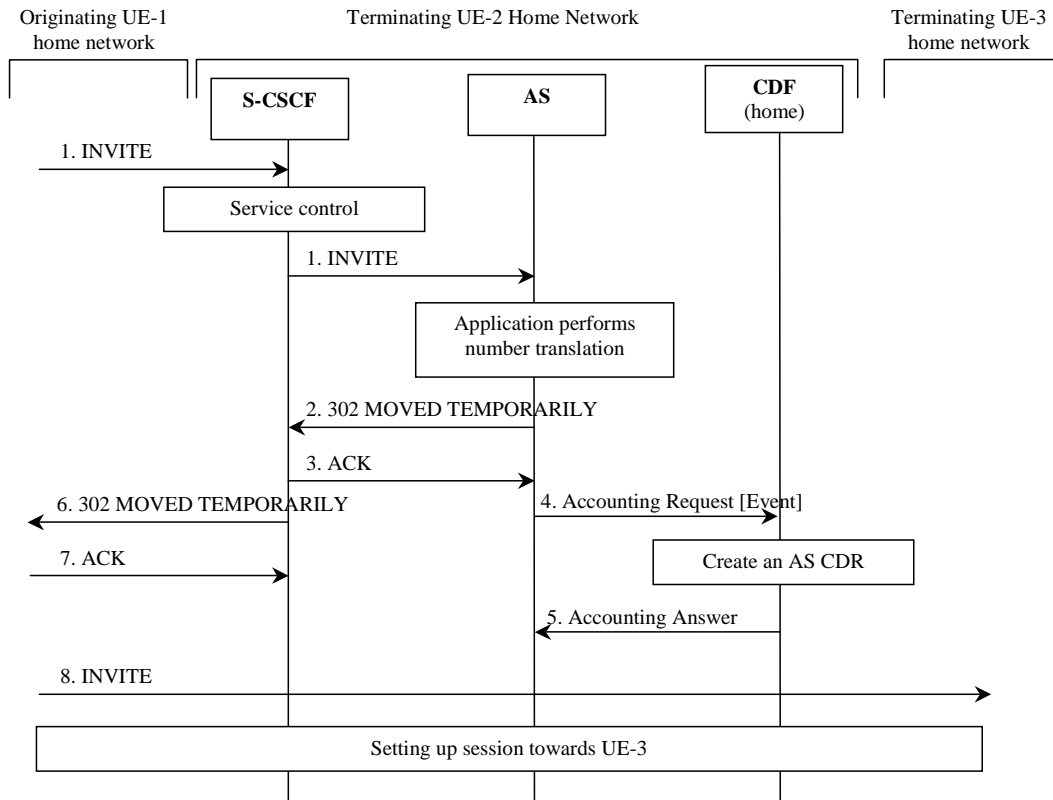 Originating UE-1
home network
Terminating UE-2 Home Network
Terminating UE-3
home network
S-CSCF
AS
CDF
(home)
1. INVITE
Service control
1. INVITE
Application performs
number translation
2. 302 MOVED TEMPORARILY
3. ACK
6. 302 MOVED TEMPORARILY
4. Accounting Request [Event]
7. ACK
Create an AS CDR
5. Accounting Answer
8. INVITE
Setting up session towards UE-3